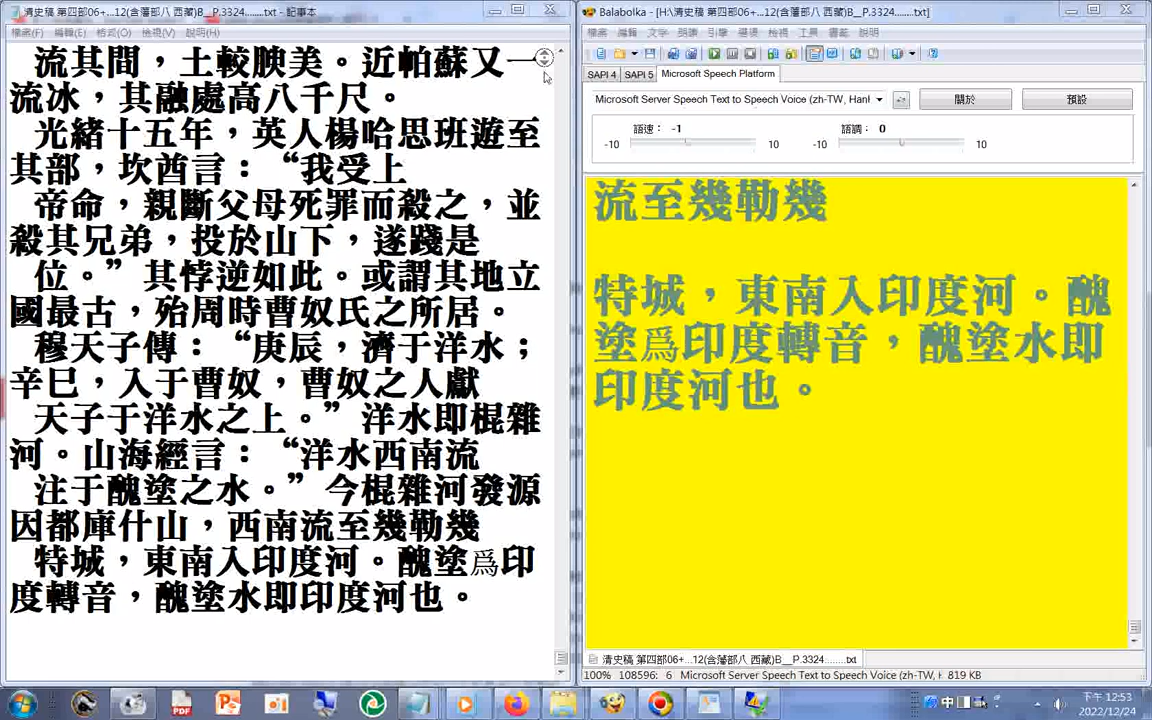 清史稿 第四部06+...12(含藩部八 西藏)B__P.3324........txt - 記事本
檔案(F) 編輯(E) 格式(O) 檢視(V) 說明(H)
流其間，土較腴美。近帕蘇又一
流冰，其融處高八千尺。
光緒十五年，英人楊哈思班遊至
其部，坎酋言：“我受上
帝命，親斷父母死罪而殺之，並
殺其兄弟，投於山下，遂踐是
位。”其悖逆如此。或謂其地立
國最古，殆周時曹奴氏之所居。
穆天子傳：“庚辰，濟于洋水；
辛巳，入于曹奴，曹奴之人獻
天子于洋水之上。”洋水即棍雜
河。山海經言：“洋水西南流
注于醜塗之水。”今棍雜河發源
因都庫什山，西南流至幾勒幾
特城，東南入印度河。醜塗爲印
度轉音，醜塗水即印度河也。
Balabolka - [H:\清史稿 第四部06+...12(含藩部八 西藏)B__P.3324........txt]
檔案 編輯 文字 朗讀 引擎 選項 檢視 工具 書籤 說明
SAPI 4 SAPI 5 Microsoft Speech Platform
Microsoft Server Speech Text to Speech Voice (zh-TW, Hanl
關於
預設
語速： -1
語調： 0
-10 10
-10 10
流至幾勒幾
特城，東南入印度河。醜
塗爲印度轉音，醜塗水即
印度河也。
清史稿 第四部06+...12(含藩部八 西藏)B__P.3324........txt
100% 108596: 6 Microsoft Server Speech Text to Speech Voice (zh-TW, H 819 KB
PDF
中
下午 12:53
2022/12/24